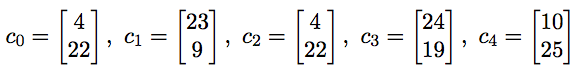 c₀ = [4 22], c₁ = [23 9], c₂ = [4 22], c₃ = [24 19], c₄ = [10 25]